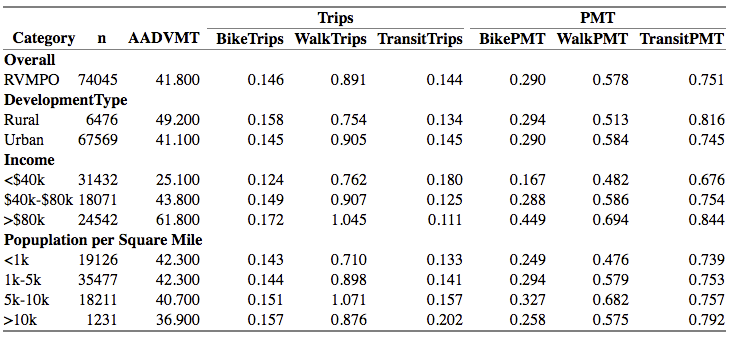 Trips PMT
Category n AADVMT BikeTrips WalkTrips TransitTrips BikePMT WalkPMT TransitPMT
Overall
RVMPO 74045 41.800 0.146 0.891 0.144 0.290 0.578 0.751
DevelopmentType
Rural 6476 49.200 0.158 0.754 0.134 0.294 0.513 0.816
Urban 67569 41.100 0.145 0.905 0.145 0.290 0.584 0.745
Income
<$40k 31432 25.100 0.124 0.762 0.180 0.167 0.482 0.676
$40k-$80k 18071 43.800 0.149 0.907 0.125 0.288 0.586 0.754
>$80k 24542 61.800 0.172 1.045 0.111 0.449 0.694 0.844
Popuplation per Square Mile
<1k 19126 42.300 0.143 0.710 0.133 0.249 0.476 0.739
1k-5k 35477 42.300 0.144 0.898 0.141 0.294 0.579 0.753
5k-10k 18211 40.700 0.151 1.071 0.157 0.327 0.682 0.757
>10k 1231 36.900 0.157 0.876 0.202 0.258 0.575 0.792